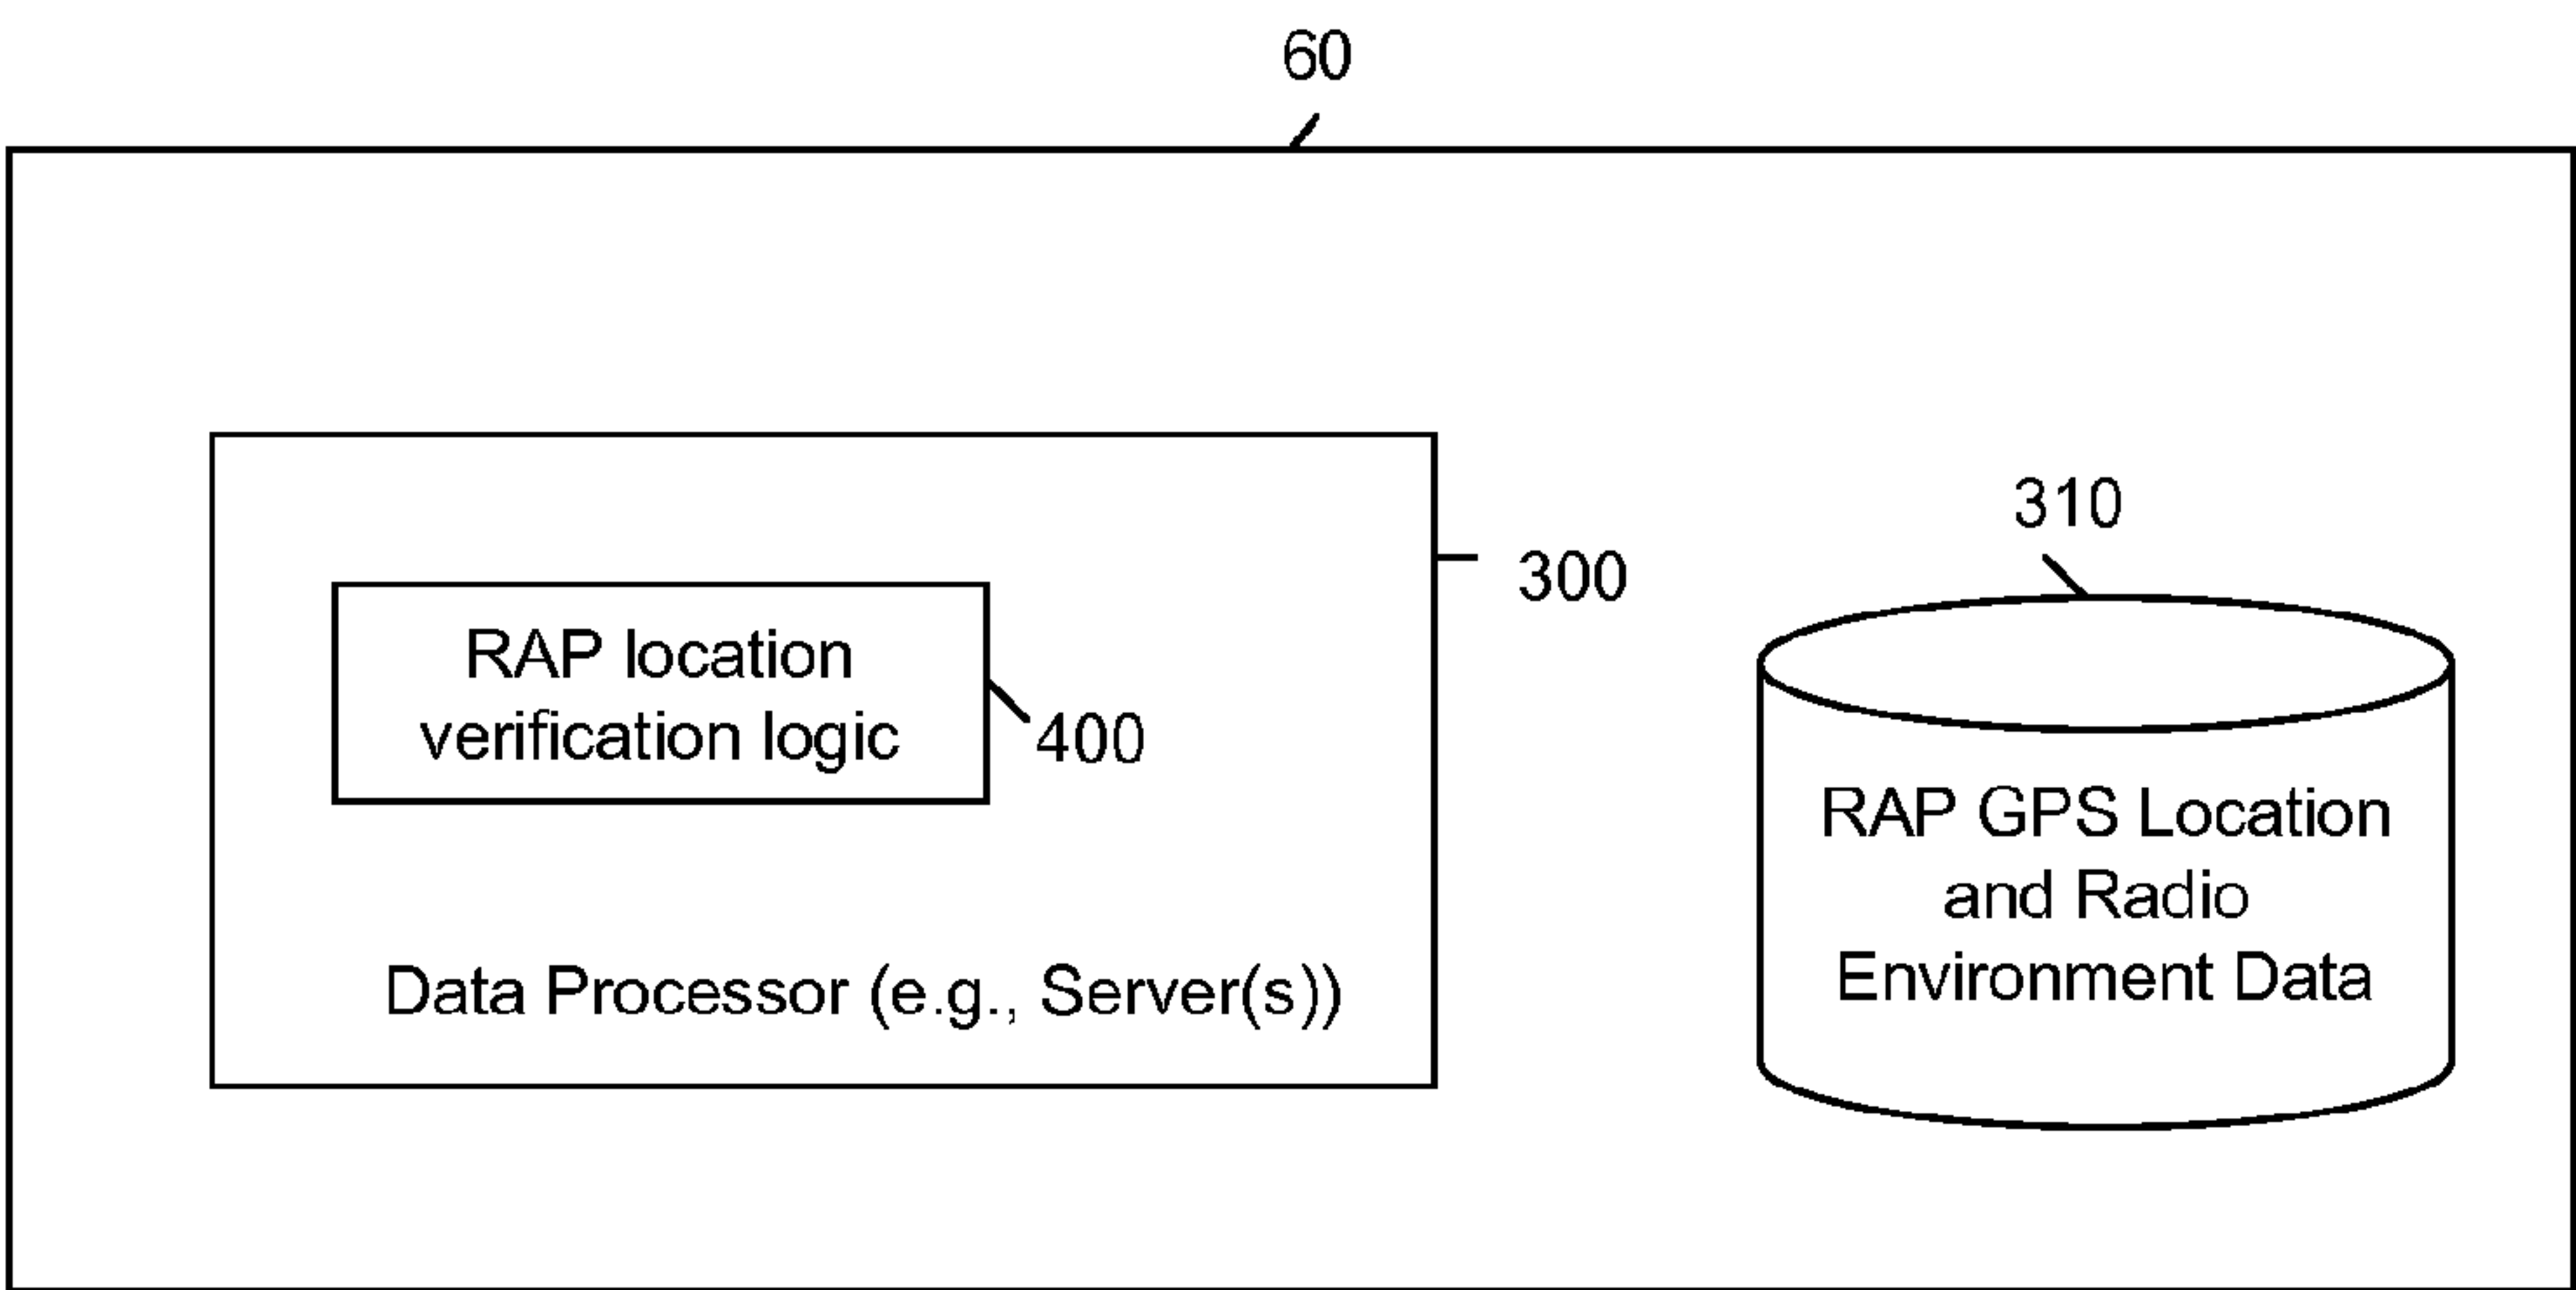 60
310
300
RAP location
verification logic
400
RAP GPS Location
and Radio
Environment Data
Data Processor (e.g., Server(s))